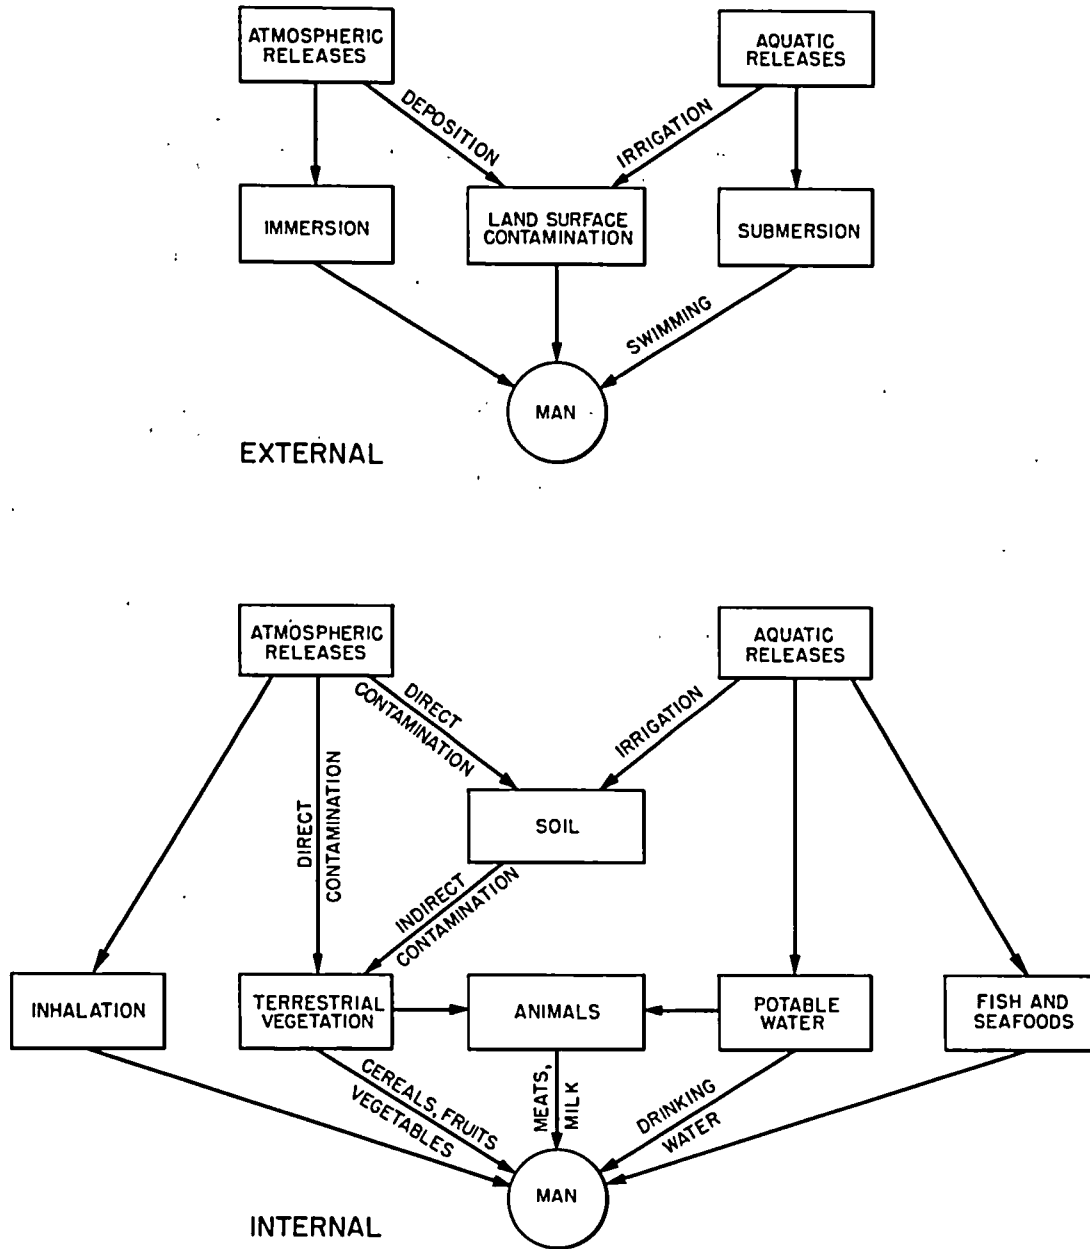 ATMOSPHERIC
RELEASES
AQUATIC
RELEASES
DEPOSITION
IRRIGATION
IMMERSION
LAND SURFACE
CONTAMINATION
SUBMERSION
SWIMMING
MAN
EXTERNAL
ATMOSPHERIC
RELEASES
AQUATIC
RELEASES
DIRECT
CONTAMINATION
IRRIGATION
DIRECT
CONTAMINATION
SOIL
INDIRECT
CONTAMINATION
INHALATION
TERRESTRIAL
VEGETATION
ANIMALS
POTABLE
WATER
FISH AND
SEAFOODS
CEREALS, FRUITS
VEGETABLES
MEATS,
MILK
DRINKING
WATER
MAN
INTERNAL